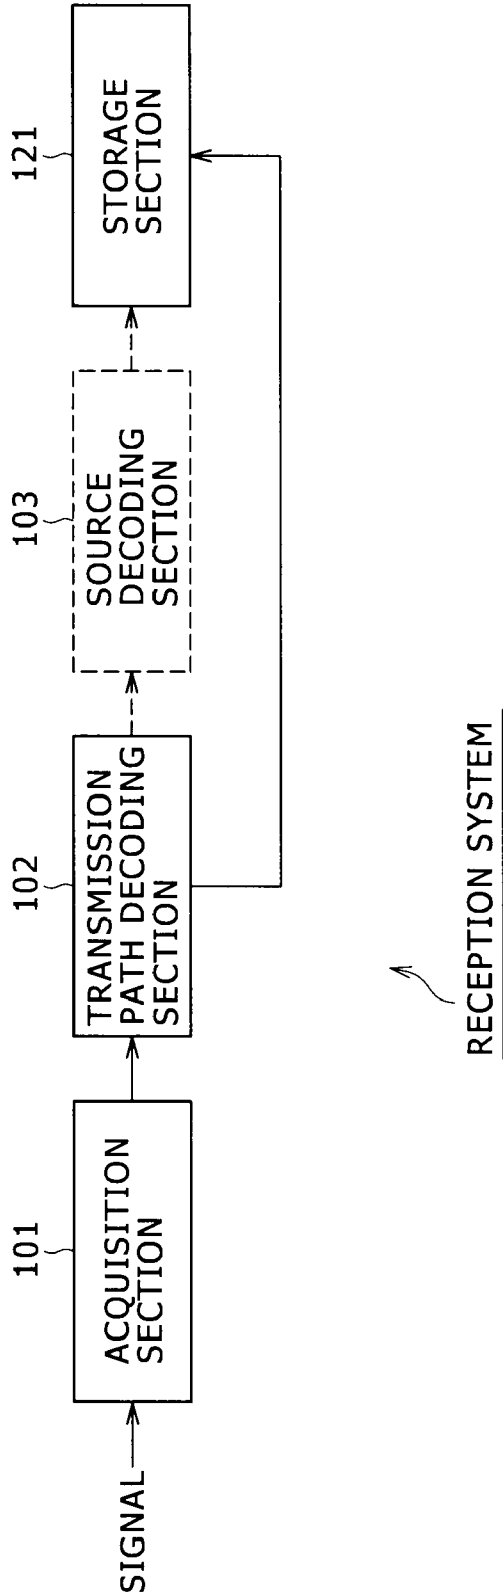 101
102
103
121
SIGNAL
ACQUISITION
SECTION
TRANSMISSION
PATH DECODING
SECTION
SOURCE
DECODING
SECTION
STORAGE
SECTION
RECEPTION SYSTEM